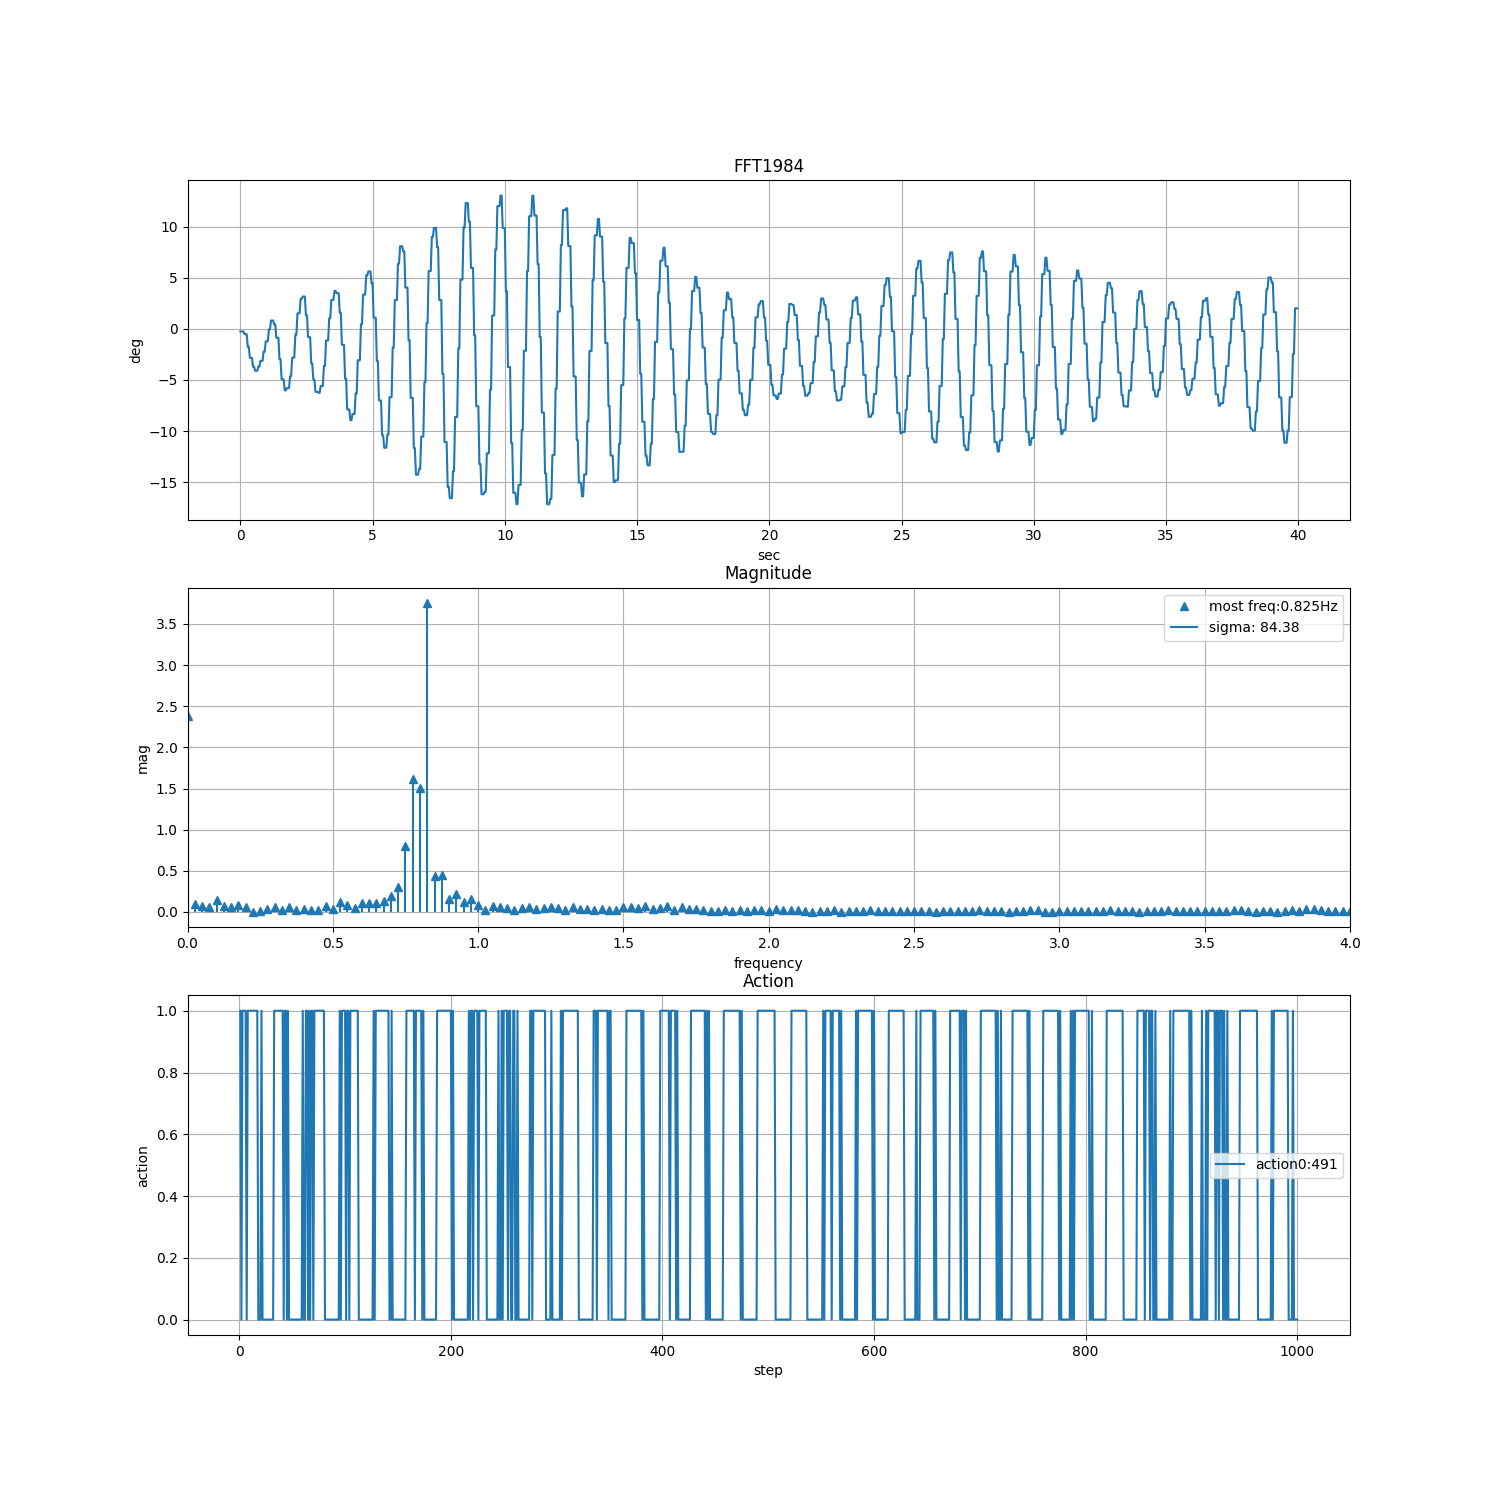 FFT1984
10
5
0
−5
−10
−15
deg
0 5 10 15 20 25 30 35 40
sec
Magnitude
most freq:0.825Hz
sigma: 84.38
3.5
3.0
2.5
2.0
1.5
1.0
0.5
0.0
mag
0.0 0.5 1.0 1.5 2.0 2.5 3.0 3.5 4.0
frequency
Action
1.0
0.8
0.6
0.4
0.2
0.0
action
action0:491
0 200 400 600 800 1000
step